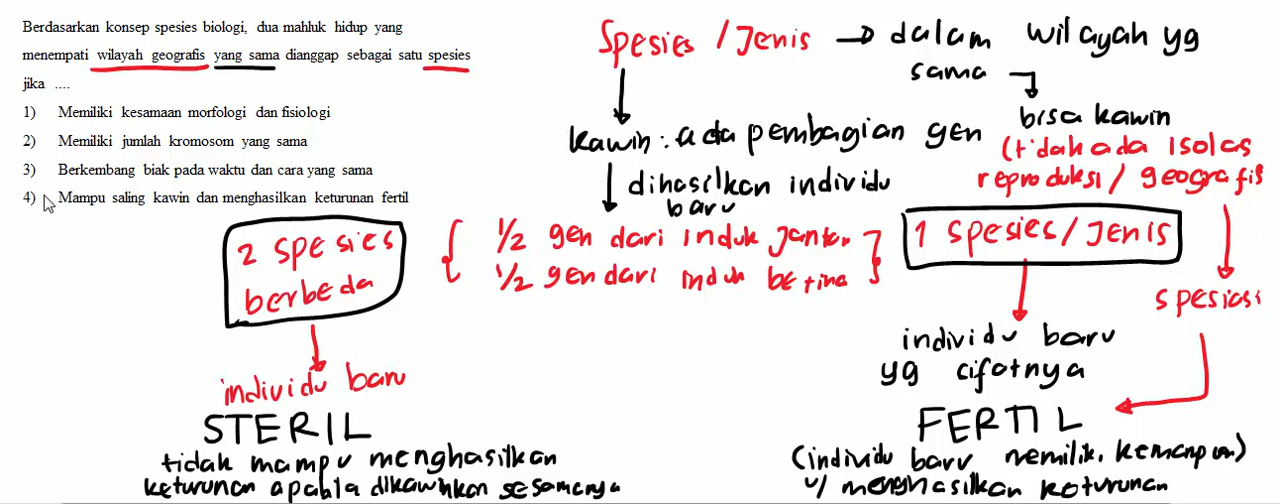 Berdasarkan konsep spesies biologi, dua mahluk hidup yang
menempati wilayah geografis yang sama dianggap sebagai satu spesies
jika ....
1) Memiliki kesamaan morfologi dan fisiologi
2) Memiliki jumlah kromosom yang sama
3) Berkembang biak pada waktu dan cara yang sama
4) Mampu saling kawin dan menghasilkan keturunan fertil
Spesies / Jenis → dalam wilayah yg
sama
bisa kawin
(tidak ada isolas
reproduksi / geografis
kawin : ada pembagian gen
dihasilkan individu
baru
1/2 gen dari induk jantan
1/2 gen dari induk betina
2 spesies
berbeda
individu baru
STERIL
tidak mampu menghasilkan
keturunan apabla dikawinkan sesamanya
1 spesies / Jenis
spesiasi
individu baru
yg cifatnya
FERTIL
(individu baru memilik. kemampuan)
u/ menghasilkan keturunan